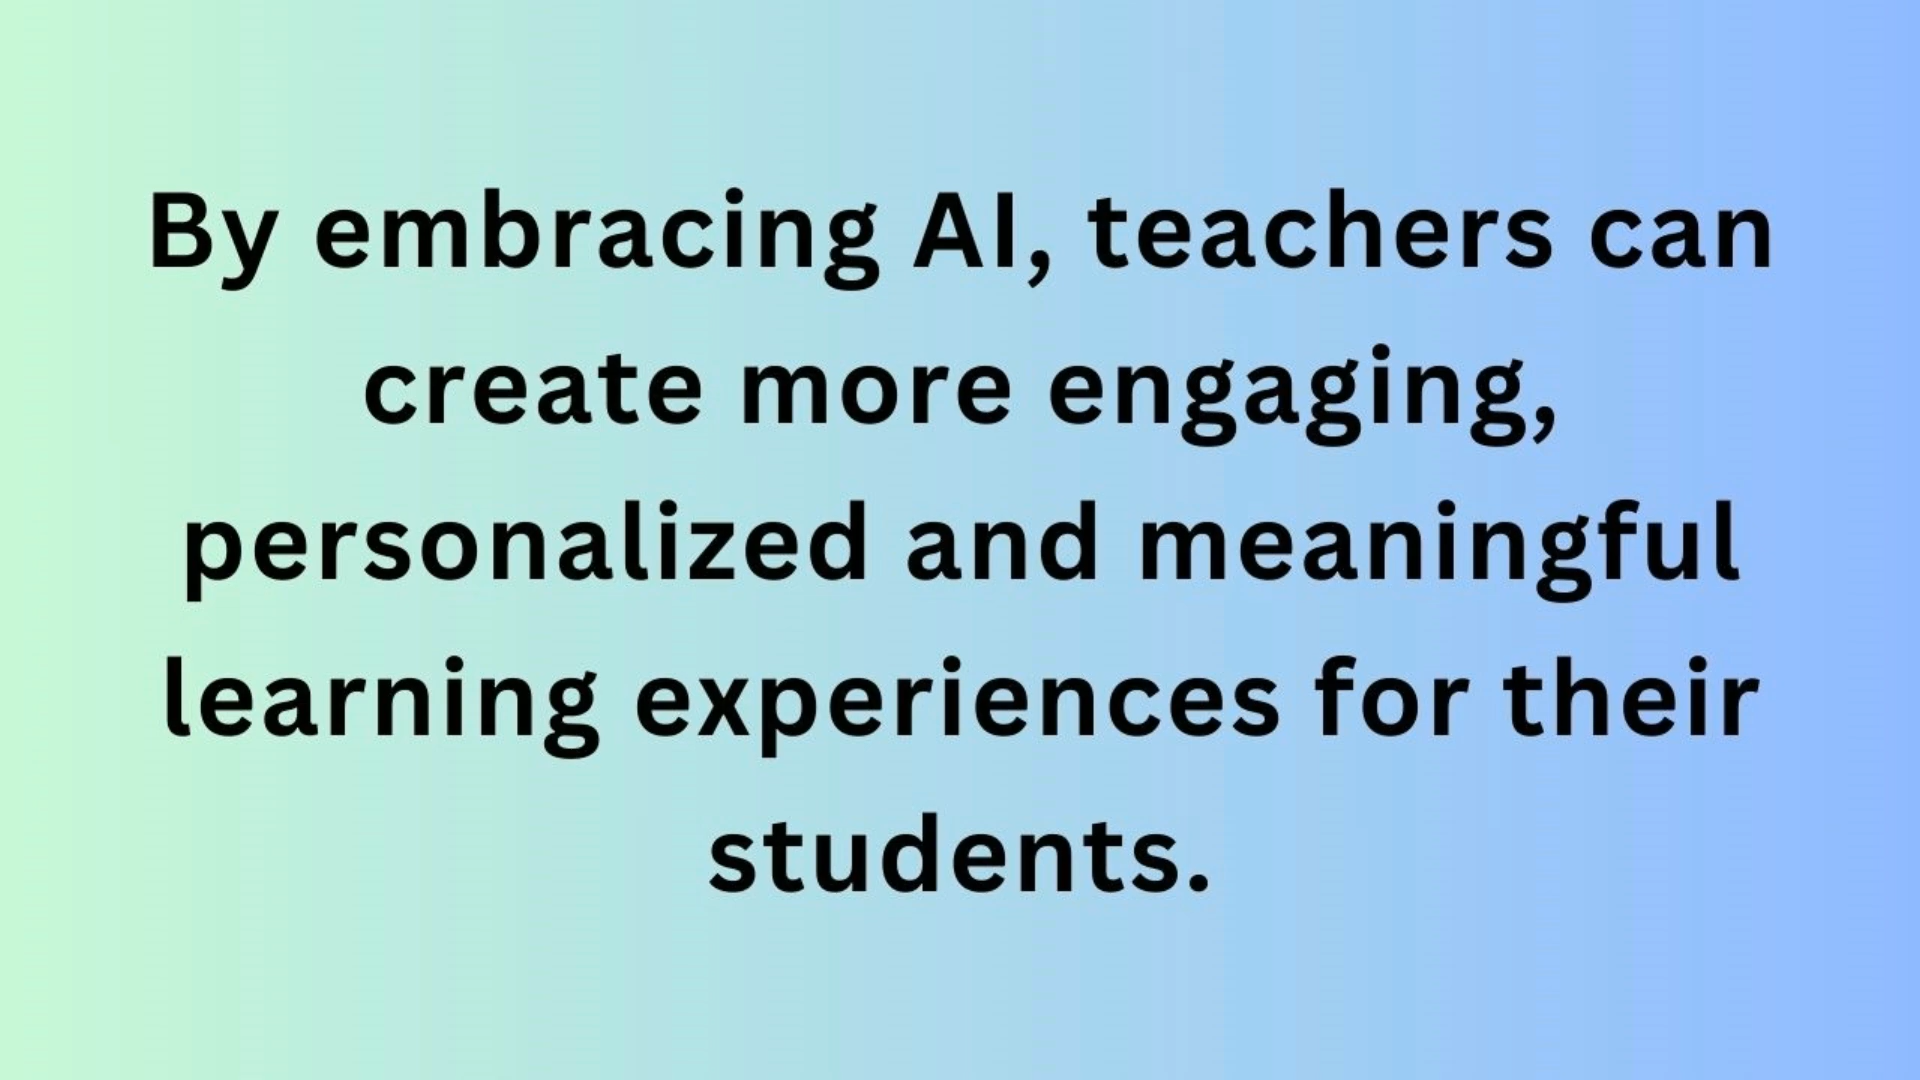 By embracing AI, teachers can
create more engaging,
personalized and meaningful
learning experiences for their
students.